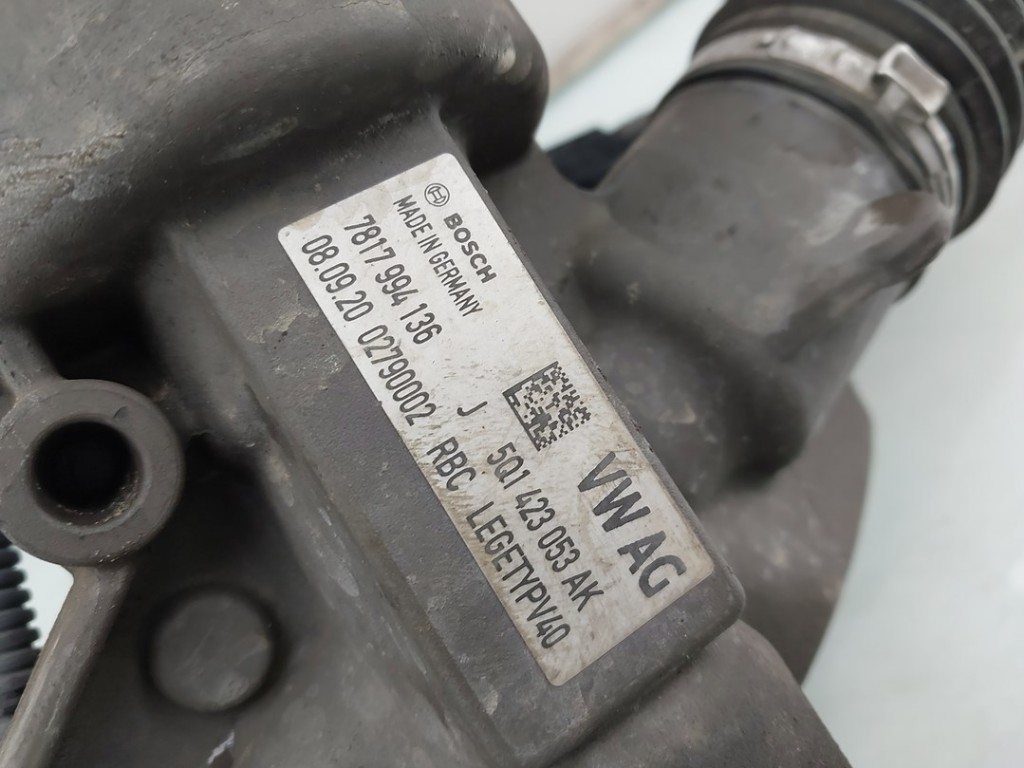 BOSCH
MADE IN GERMANY
7817 994 136 J 5Q1 423 053 AK
08.09.20 02790002 RBC LEGETYPV40
VW AG